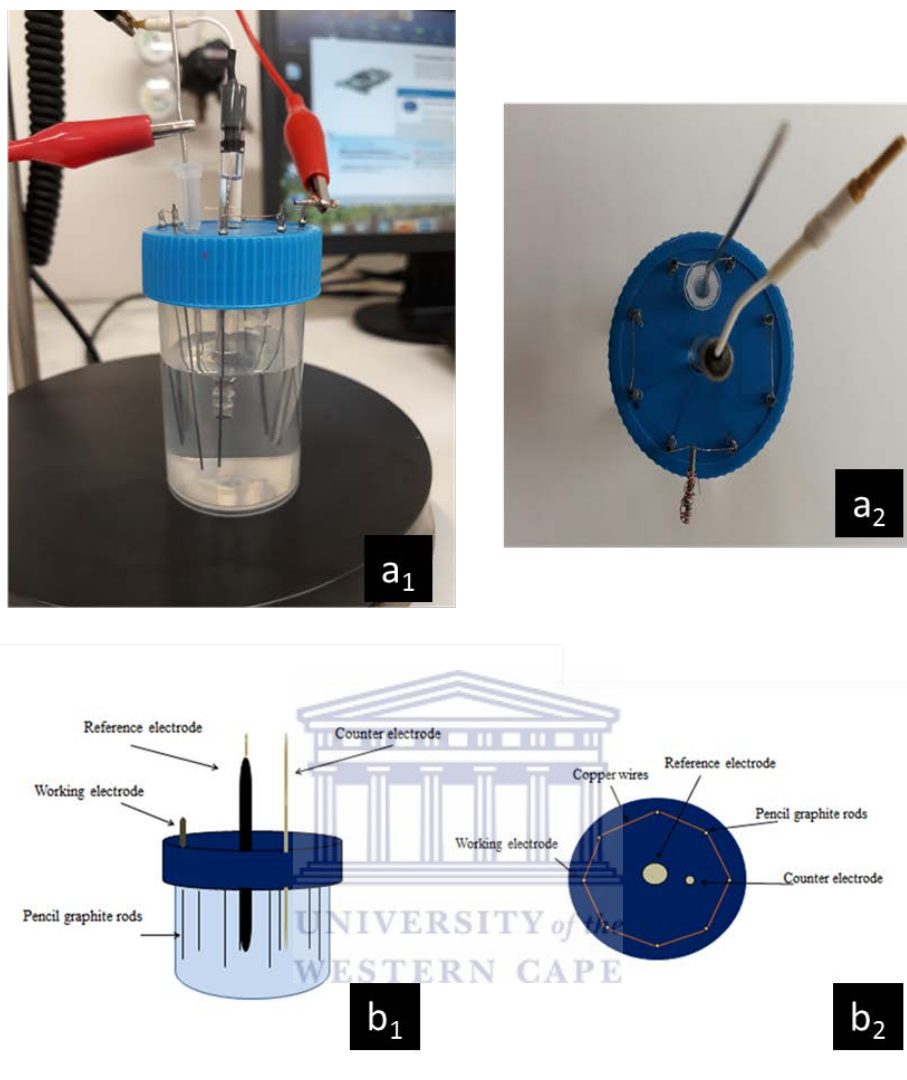 a1
a2
Reference electrode
Counter electrode
Working electrode
Pencil graphite rods
b1
Reference electrode
Copper wires
Pencil graphite rods
Working electrode
Counter electrode
b2
UNIVERSITY of the
WESTERN CAPE